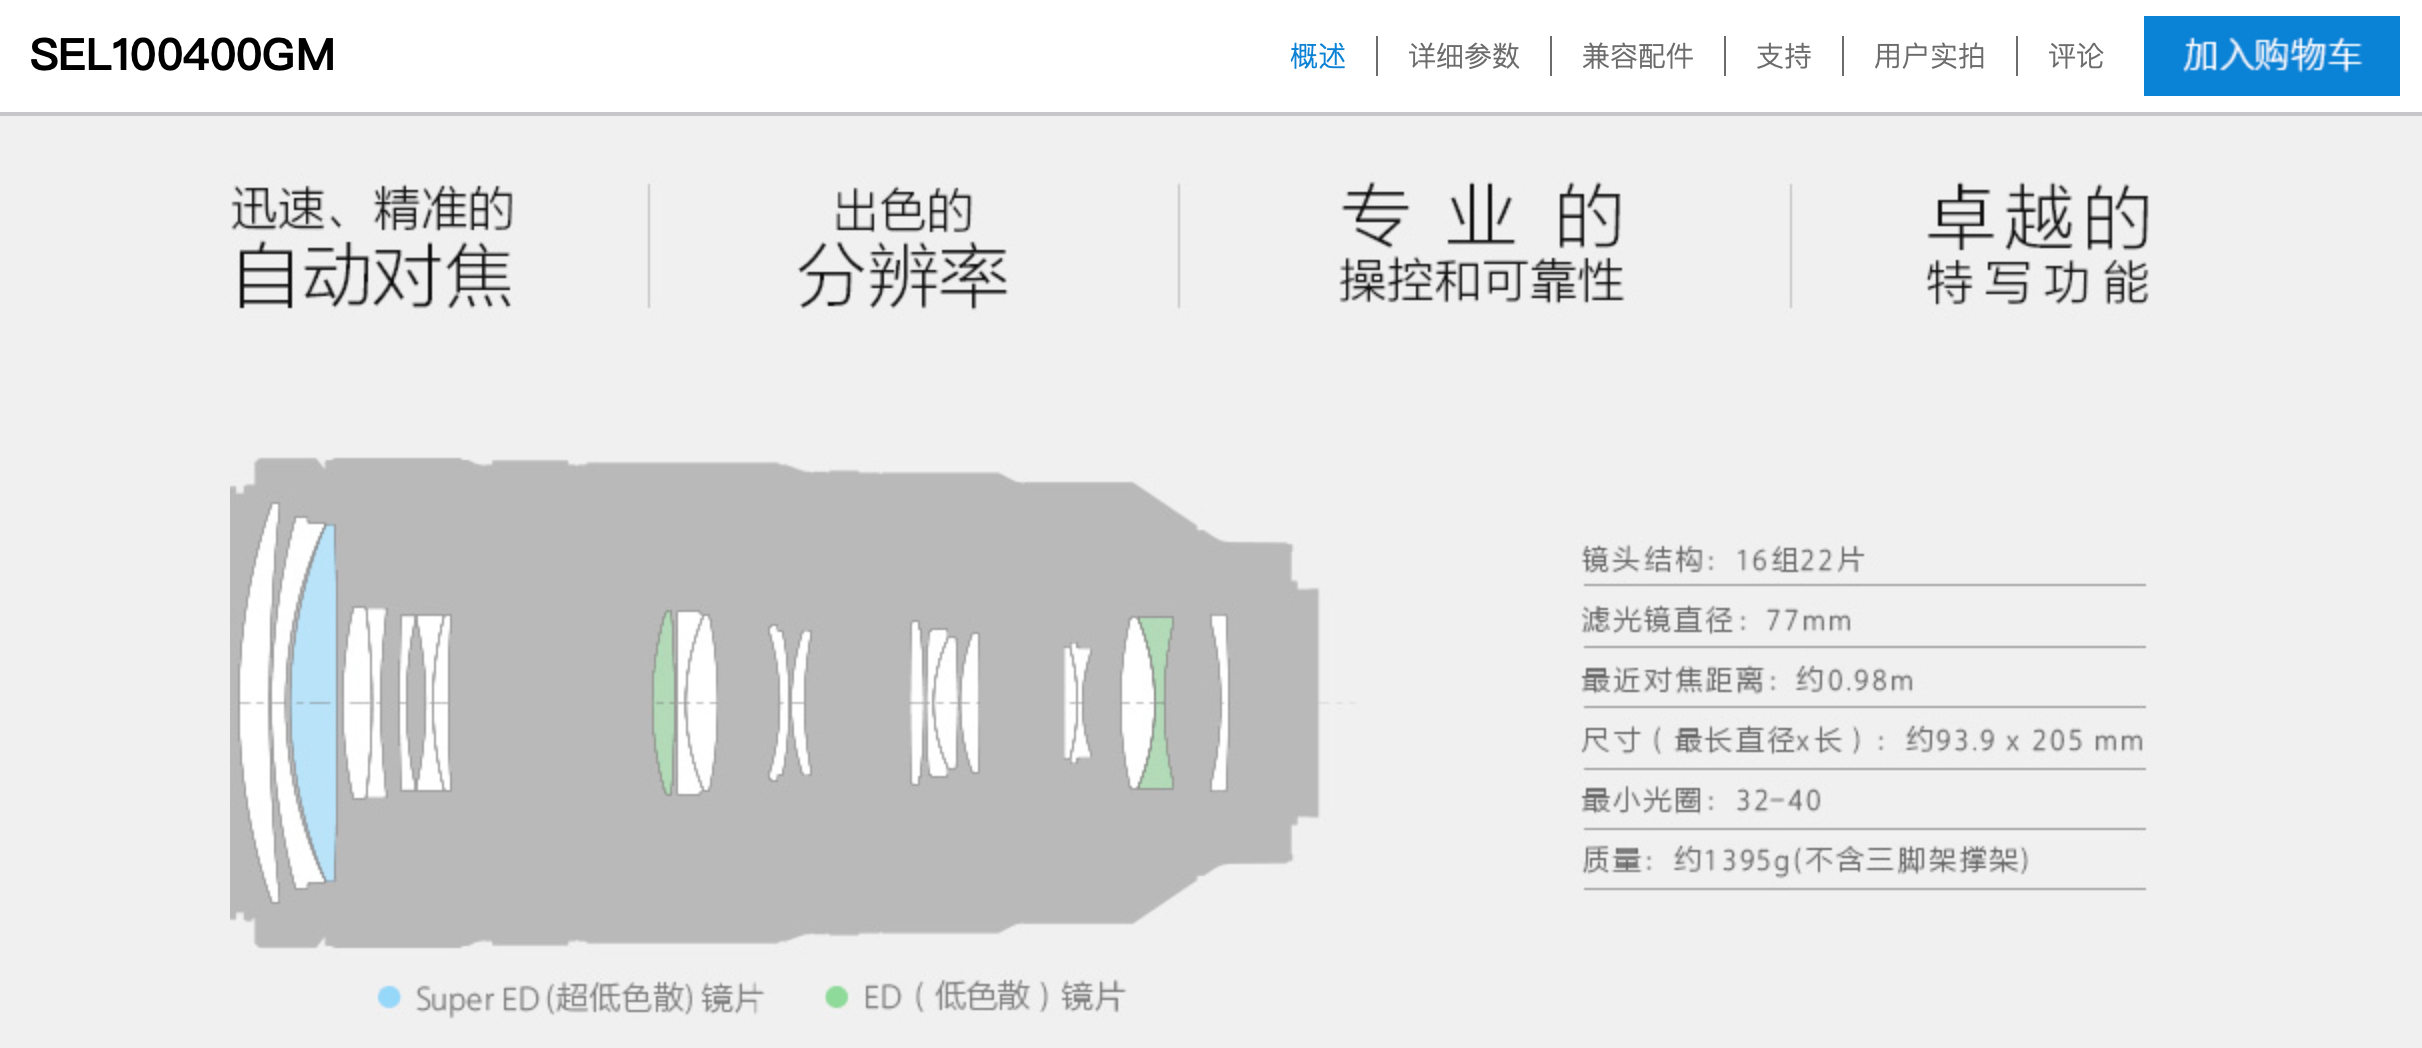 SEL100400GM
概述
详细参数
兼容配件
支持
用户实拍
评论
加入购物车
迅速、精准的
自动对焦
出色的
分辨率
专业的
操控和可靠性
卓越的
特写功能
镜头结构：16组22片
滤光镜直径：77mm
最近对焦距离：约0.98m
尺寸（最长直径x长）：约93.9 x 205 mm
最小光圈：32-40
质量：约1395g(不含三脚架撑架)
Super ED(超低色散) 镜片
ED（低色散）镜片